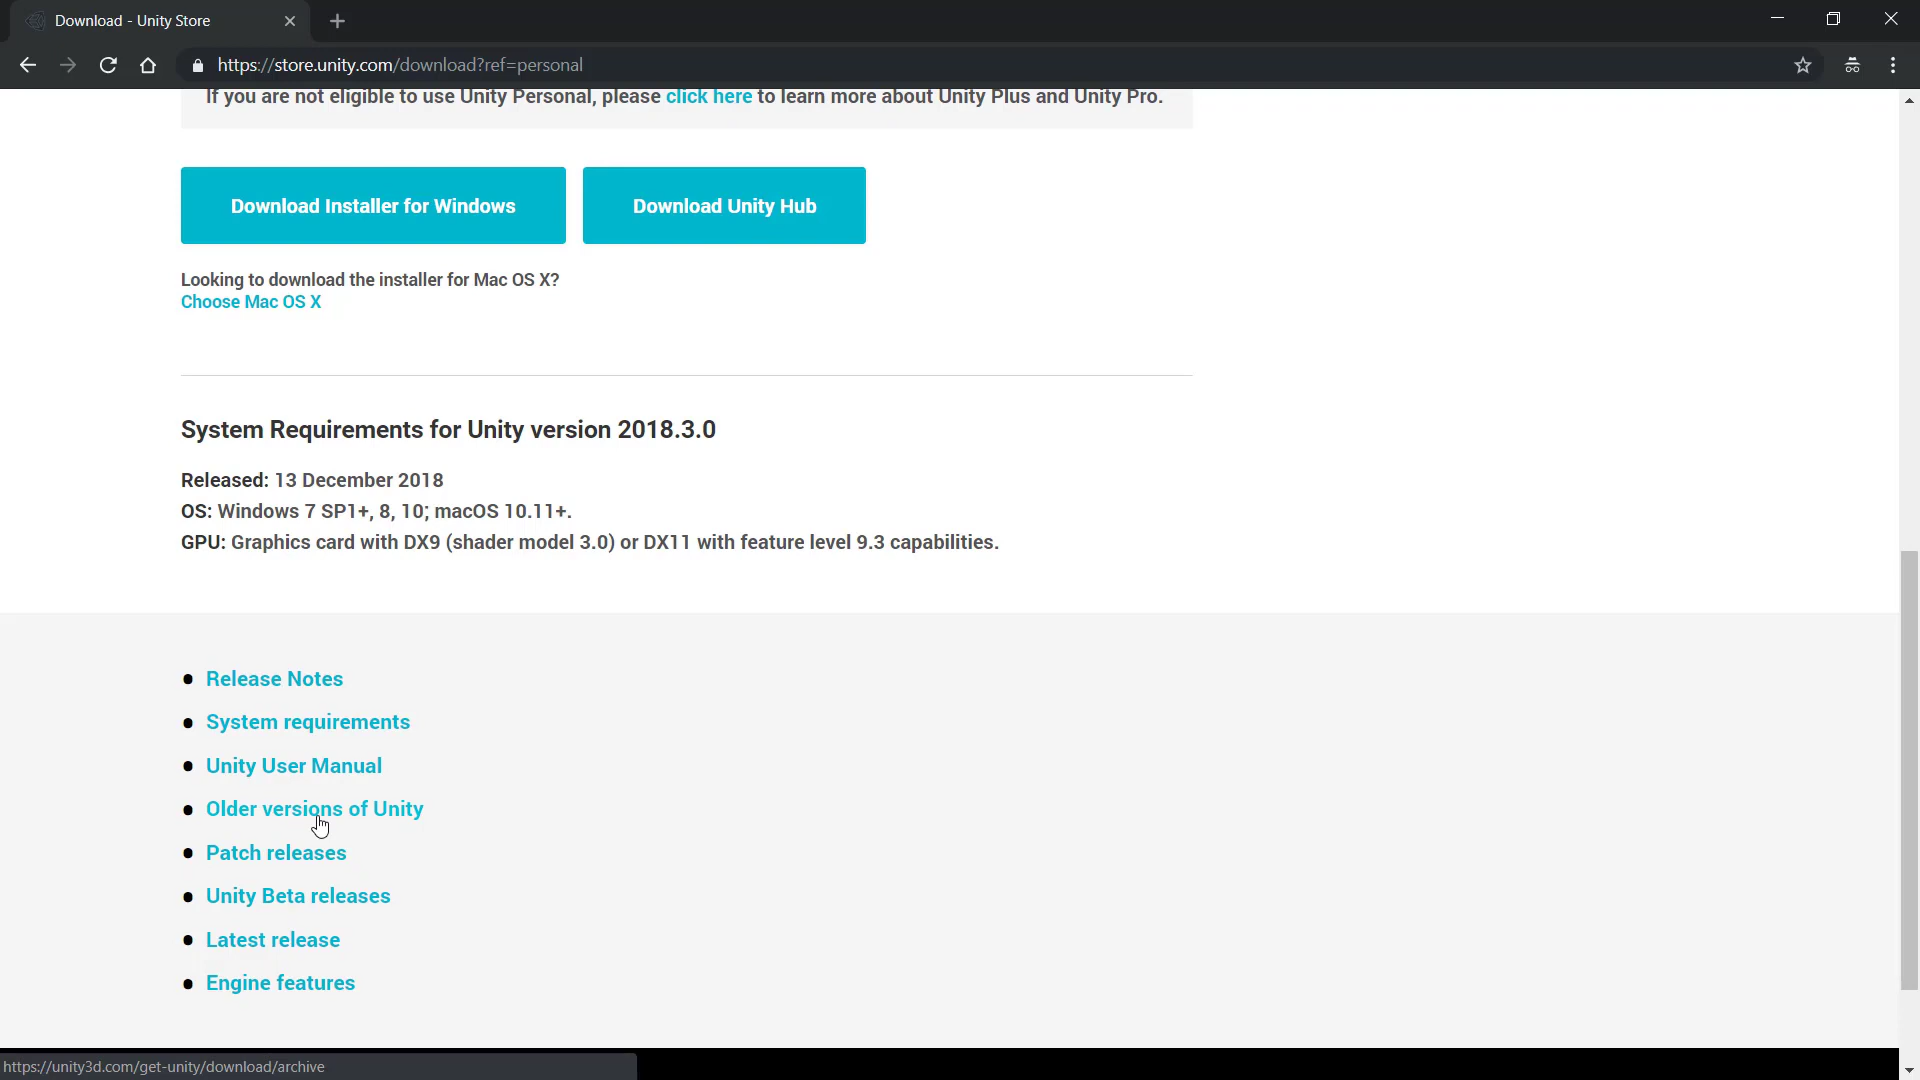 Download - Unity Store
https://store.unity.com/download?ref=personal
If you are not eligible to use Unity Personal, please click here to learn more about Unity Plus and Unity Pro.
Download Installer for Windows
Download Unity Hub
Looking to download the installer for Mac OS X?
Choose Mac OS X
System Requirements for Unity version 2018.3.0
Released: 13 December 2018
OS: Windows 7 SP1+, 8, 10; macOS 10.11+.
GPU: Graphics card with DX9 (shader model 3.0) or DX11 with feature level 9.3 capabilities.
Release Notes
System requirements
Unity User Manual
Older versions of Unity
Patch releases
Unity Beta releases
Latest release
Engine features
https://unity3d.com/get-unity/download/archive